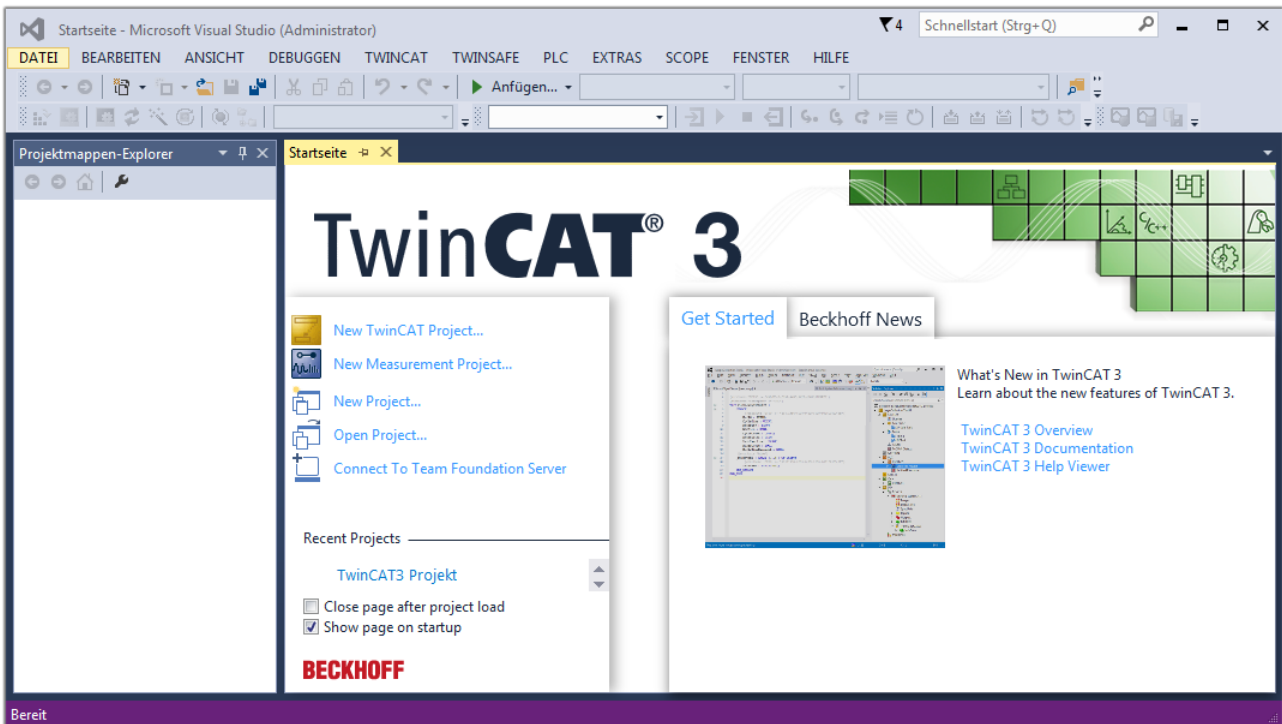 Startseite - Microsoft Visual Studio (Administrator)
4
Schnellstart (Strg+Q)
DATEI BEARBEITEN ANSICHT DEBUGGEN TWINCAT TWINSAFE PLC EXTRAS SCOPE FENSTER HILFE
Anfügen...
Projektmappen-Explorer
Startseite
TwinCAT® 3
C/C++
New TwinCAT Project...
New Measurement Project...
New Project...
Open Project...
Connect To Team Foundation Server
Recent Projects
TwinCAT3 Projekt
Close page after project load
Show page on startup
BECKHOFF
Get Started Beckhoff News
What's New in TwinCAT 3
Learn about the new features of TwinCAT 3.
TwinCAT 3 Overview
TwinCAT 3 Documentation
TwinCAT 3 Help Viewer
Bereit